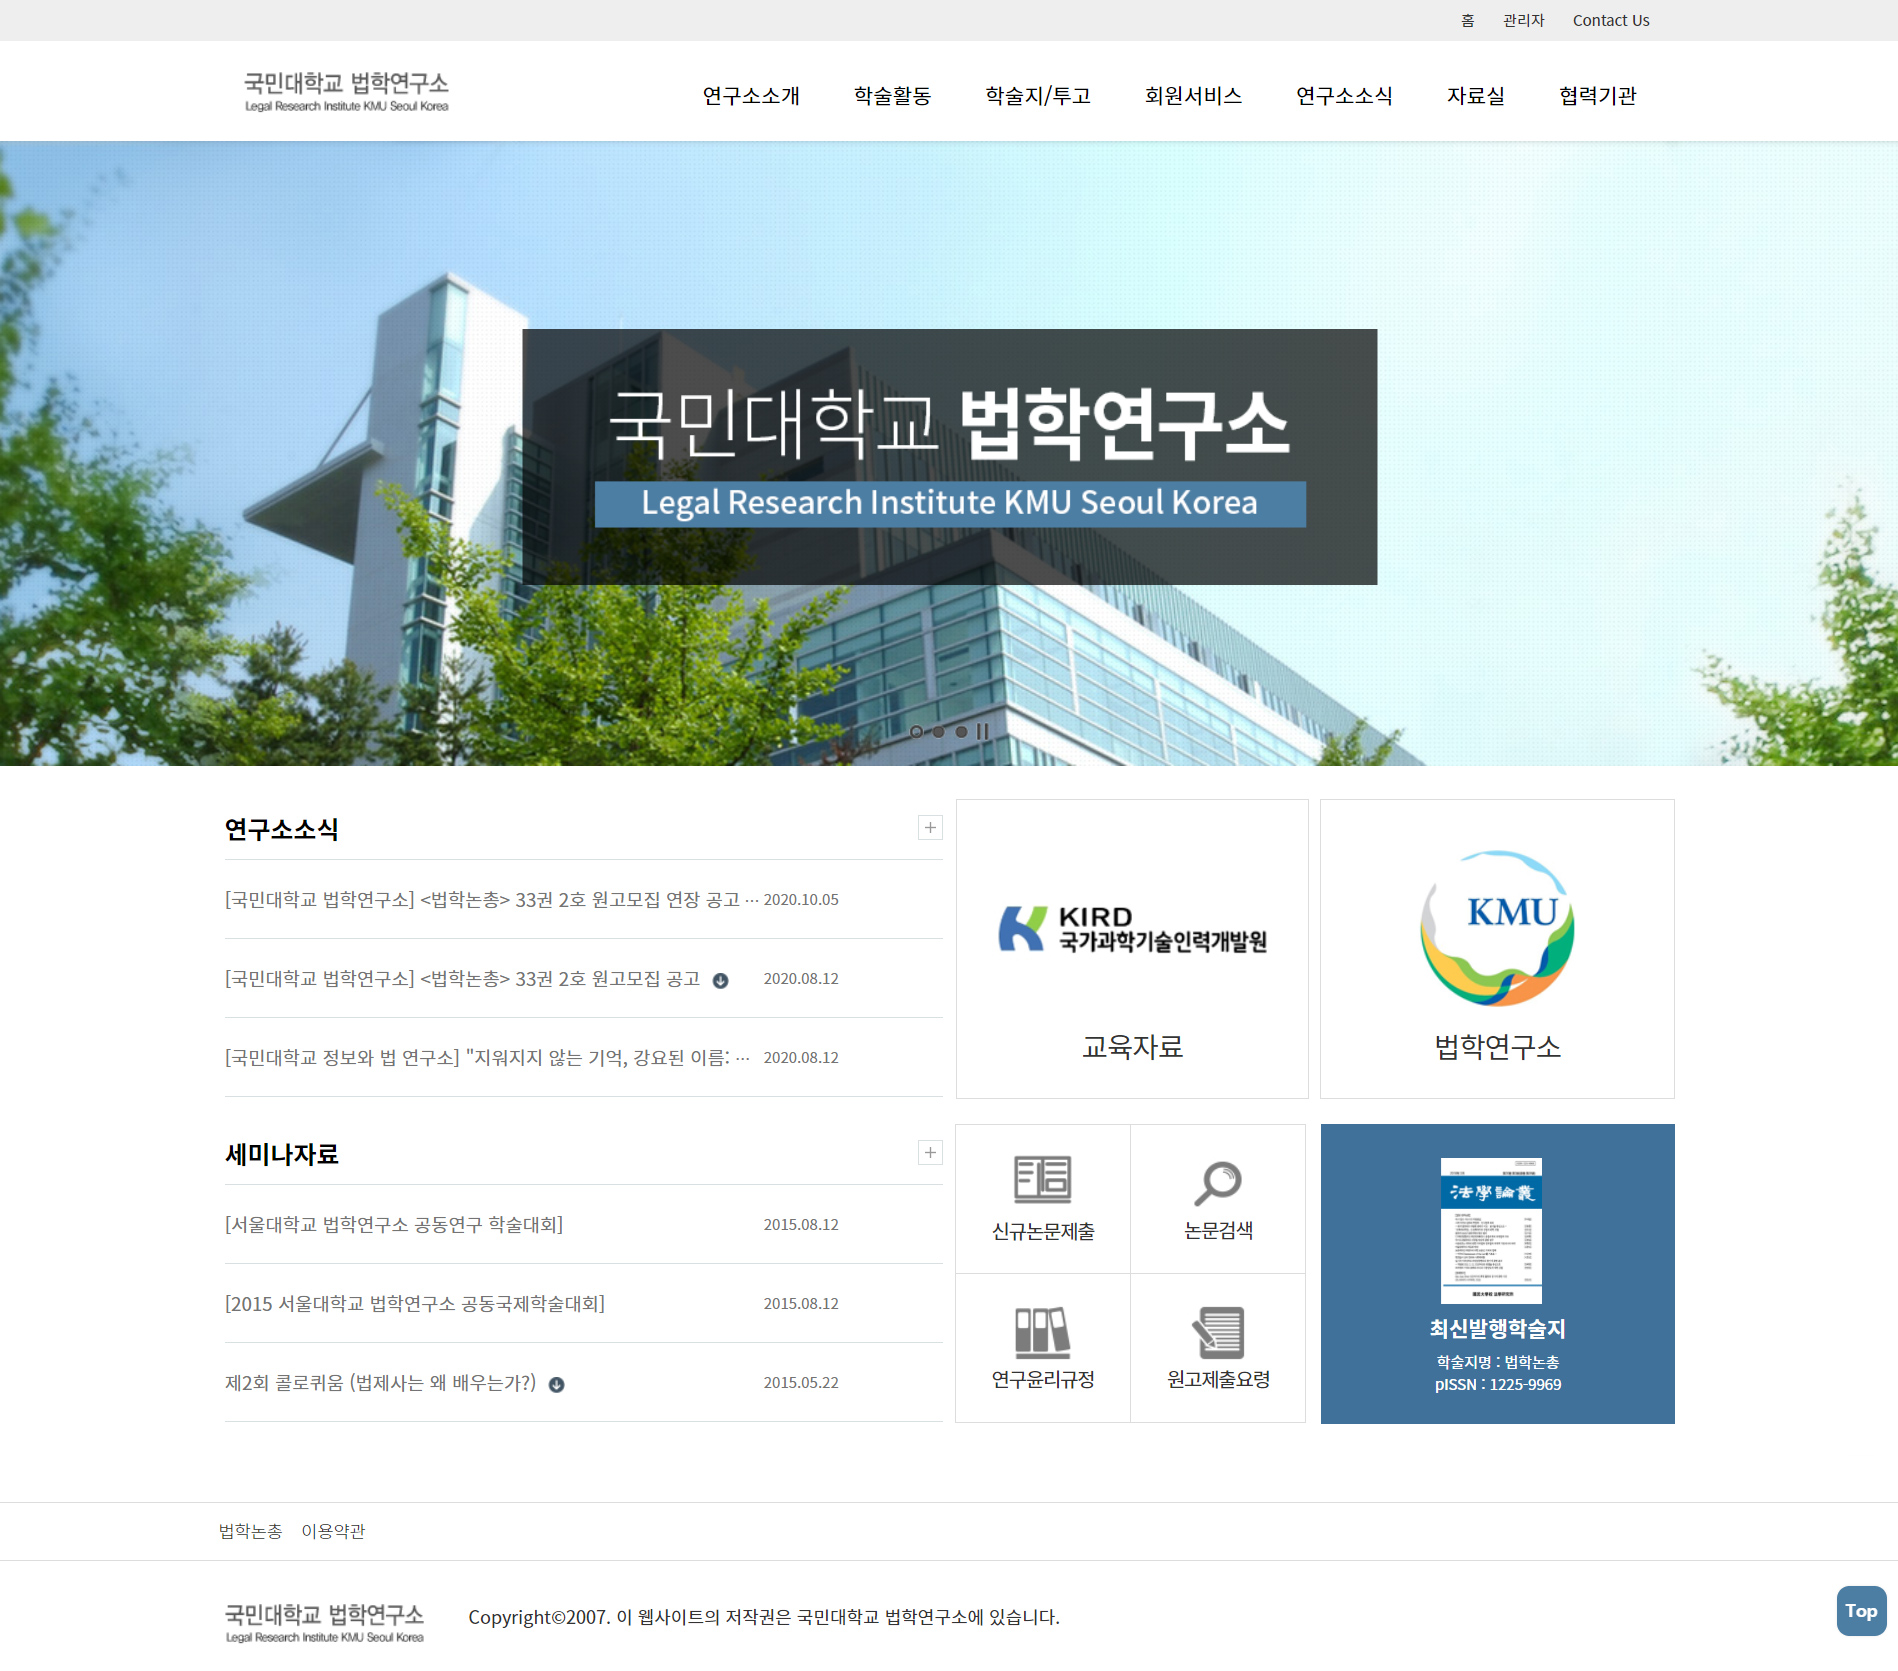 홈 관리자 Contact Us
국민대학교 법학연구소
Legal Research Institute KMU Seoul Korea
연구소소개 학술활동 학술지/투고 회원서비스 연구소소식 자료실 협력기관
국민대학교 법학연구소
Legal Research Institute KMU Seoul Korea
연구소소식
[국민대학교 법학연구소] <법학논총> 33권 2호 원고모집 연장 공고 ... 2020.10.05
[국민대학교 법학연구소] <법학논총> 33권 2호 원고모집 공고 2020.08.12
[국민대학교 정보와 법 연구소] "지워지지 않는 기억, 강요된 이름: ... 2020.08.12
KIRD
국가과학기술인력개발원
교육자료
KMU
법학연구소
세미나자료
[서울대학교 법학연구소 공동연구 학술대회] 2015.08.12
[2015 서울대학교 법학연구소 공동국제학술대회] 2015.08.12
제2회 콜로퀴움 (법제사는 왜 배우는가?) 2015.05.22
신규논문제출 논문검색
연구윤리규정 원고제출요령
法學論叢
최신발행학술지
학술지명 : 법학논총
pISSN : 1225-9969
법학논총 이용약관
국민대학교 법학연구소
Legal Research Institute KMU Seoul Korea
Copyright©2007. 이 웹사이트의 저작권은 국민대학교 법학연구소에 있습니다.
Top